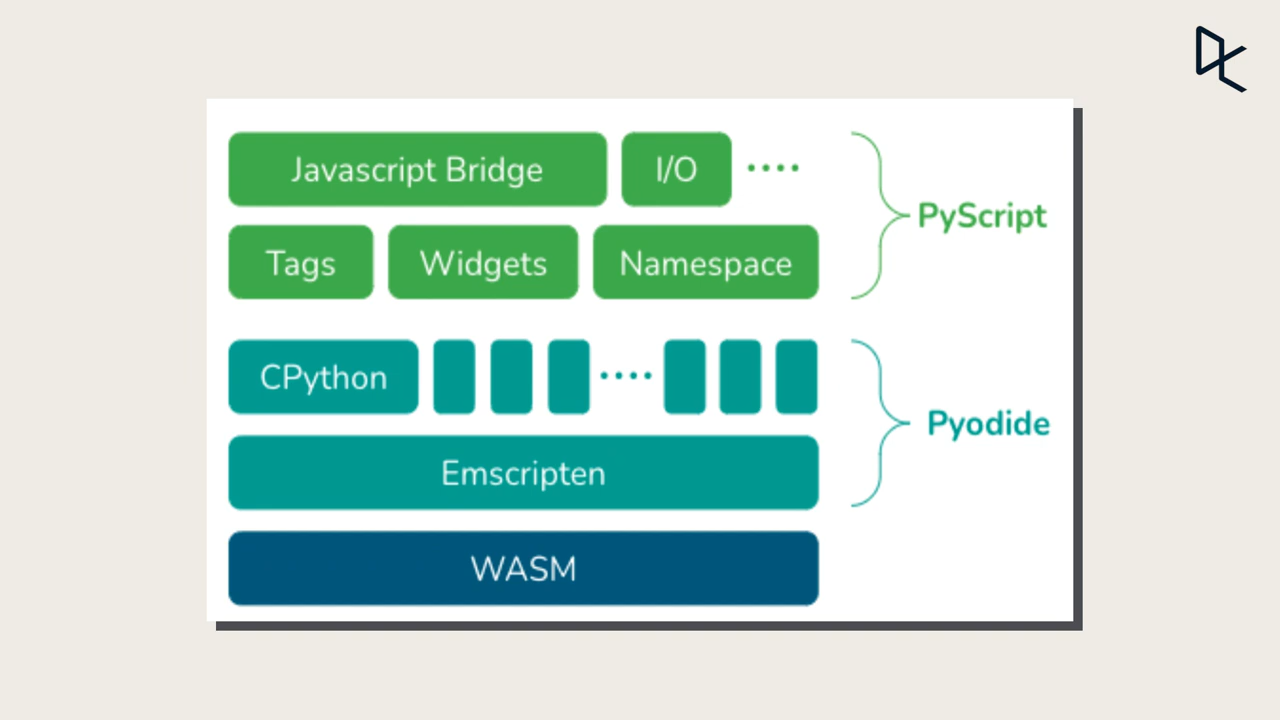 Javascript Bridge I/O ....
PyScript
Tags Widgets Namespace
CPython ....
Pyodide
Emscripten
WASM